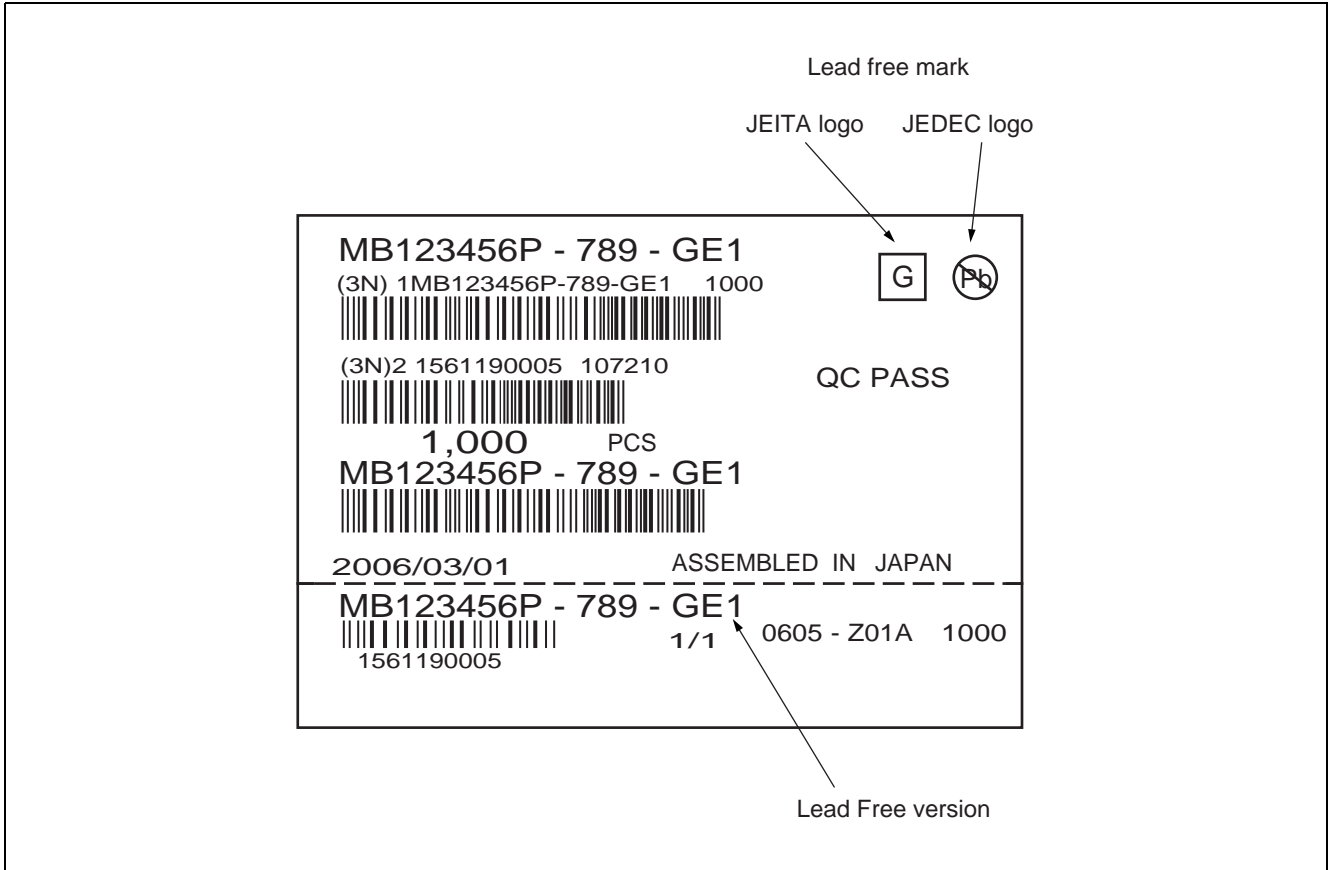 Lead free mark
JEITA logo JEDEC logo
MB123456P - 789 - GE1
(3N) 1MB123456P-789-GE1 1000
G Pb
(3N)2 1561190005 107210
QC PASS
1,000 PCS
MB123456P - 789 - GE1
2006/03/01 ASSEMBLED IN JAPAN
MB123456P - 789 - GE1
1/1 0605 - Z01A 1000
1561190005
Lead Free version